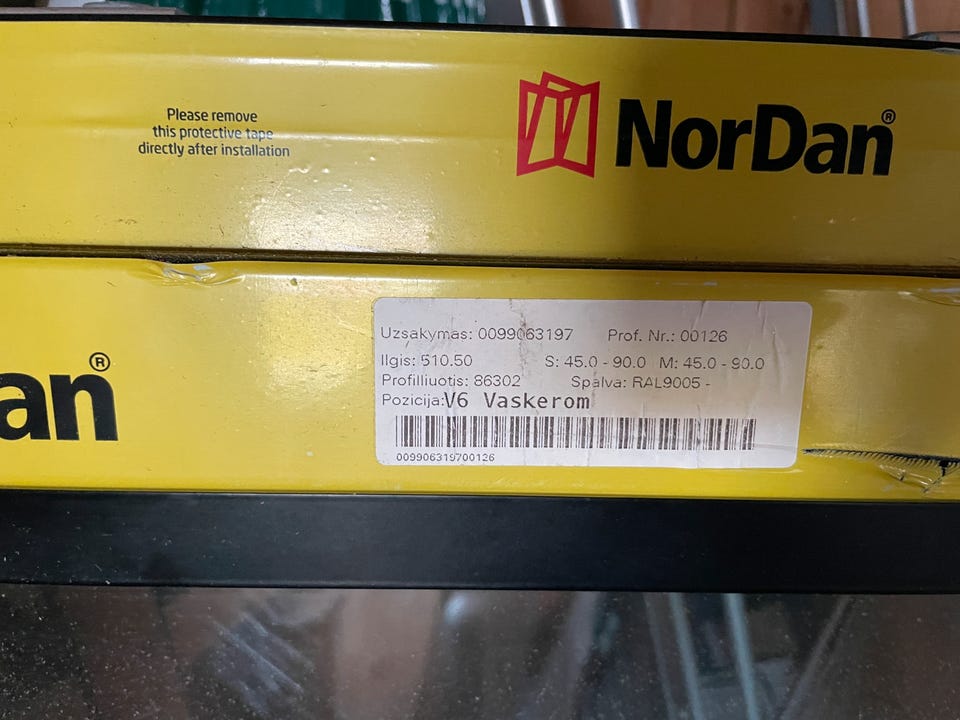 Please remove
this protective tape
directly after installation
NorDan®
an®
Uzsakymas: 0099063197 Prof. Nr.: 00126
Ilgis: 510.50 S: 45.0 - 90.0 M: 45.0 - 90.0
Profilliuotis: 86302 Spalva: RAL9005 -
Pozicija:V6 Vaskerom
009906319700126